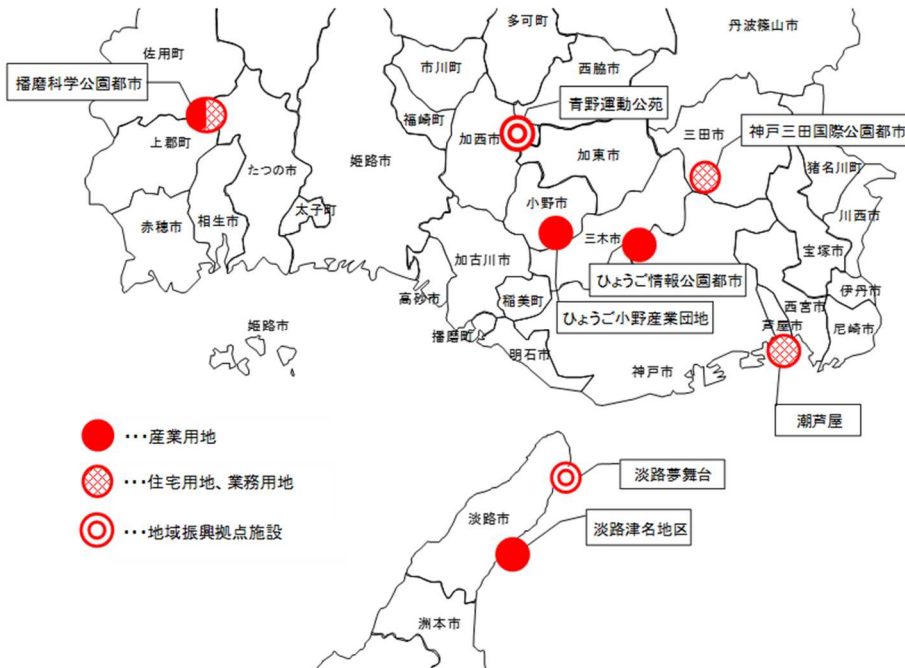 多可町
丹波篠山市
佐用町
市川町
西脇市
播磨科学公園都市
青野運動公苑
福崎町
加西市
三田市
神戸三田国際公園都市
上郡町
姫路市
加東市
たつの市
猪名川町
小野市
太子町
川西市
赤穂市
相生市
三木市
宝塚市
加古川市
ひょうご情報公園都市
伊丹市
高砂市
稲美町
西宮市
ひょうご小野産業団地
芦屋市
尼崎市
姫路市
播磨町
明石市
神戸市
潮芦屋
・・・産業用地
淡路夢舞台
・・・住宅用地、業務用地
淡路市
淡路津名地区
・・・地域振興拠点施設
洲本市